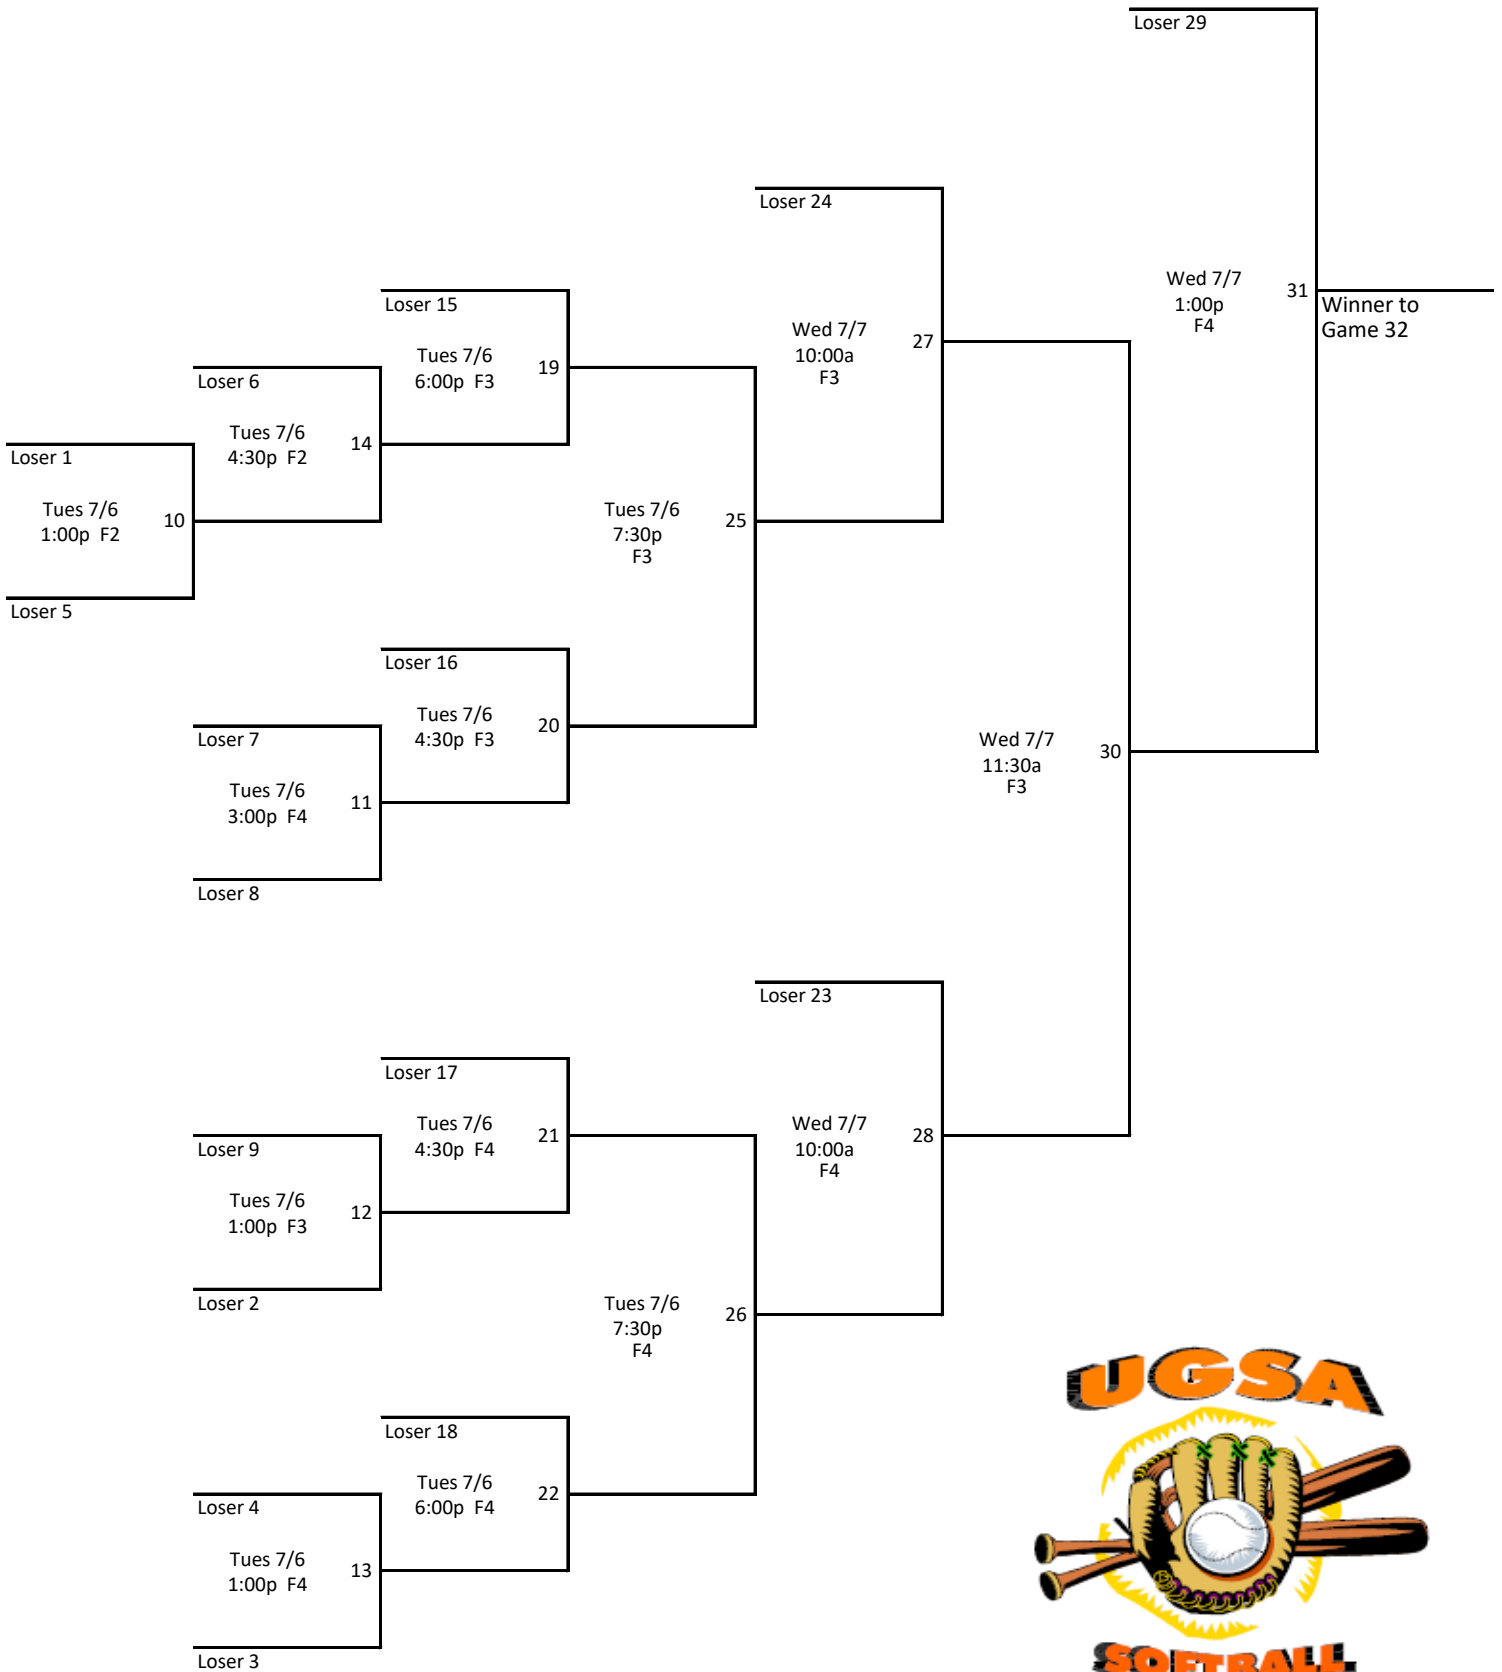 Loser 29
Loser 24
Wed 7/7
1:00p
F4
31
Winner to
Game 32
Loser 15
Wed 7/7
10:00a
F3
27
Tues 7/6
6:00p F3
19
Loser 6
Tues 7/6
4:30p F2
14
Loser 1
Tues 7/6
1:00p F2
10
Tues 7/6
7:30p
F3
25
Loser 5
Loser 16
Tues 7/6
4:30p F3
20
Loser 7
Wed 7/7
11:30a
F3
30
Tues 7/6
3:00p F4
11
Loser 8
Loser 23
Loser 17
Tues 7/6
4:30p F4
21
Wed 7/7
10:00a
F4
28
Loser 9
Tues 7/6
1:00p F3
12
Loser 2
Tues 7/6
7:30p
F4
26
UGSA
Loser 18
Tues 7/6
6:00p F4
22
Loser 4
Tues 7/6
1:00p F4
13
Loser 3
SOFTBALL